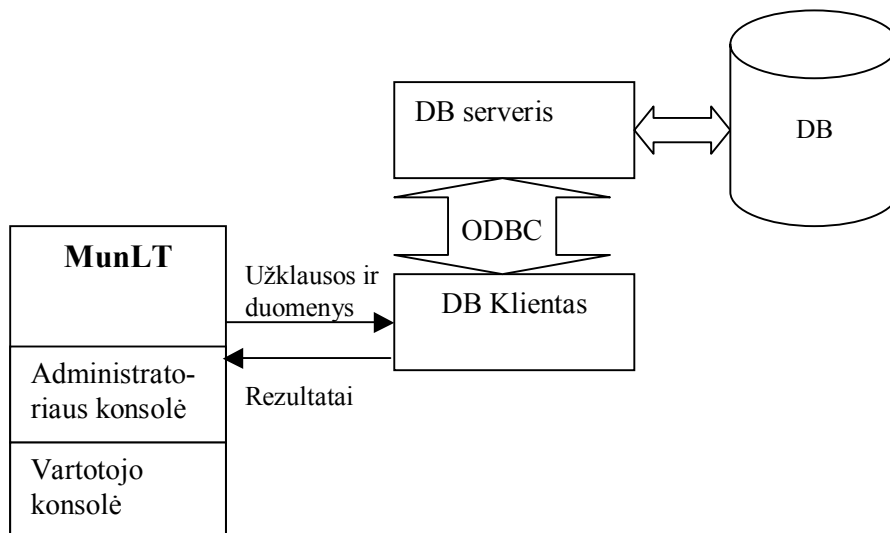 DB serveris
DB
ODBC
MunLT
Užklausos ir
duomenys
DB Klientas
Administrato-
riaus konsolė
Rezultatai
Vartotojo
konsolė